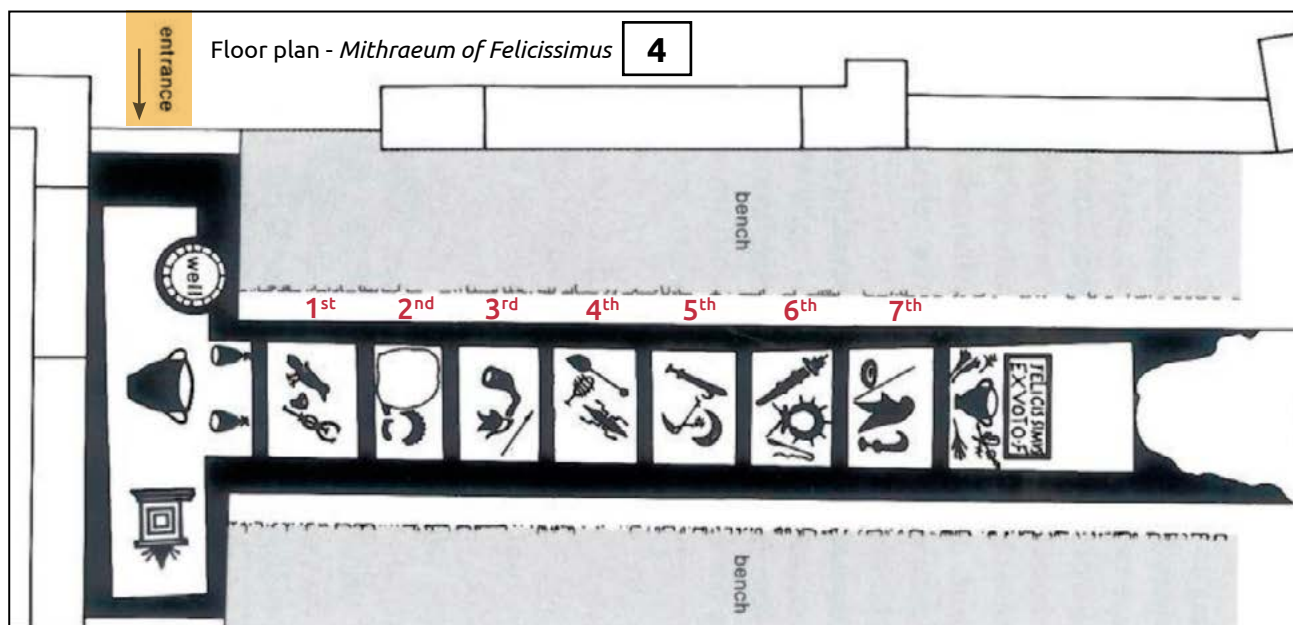 entrance
Floor plan - Mithraeum of Felicissimus
4
bench
well
1st
2nd
3rd
4th
5th
6th
7th
FELICISSIMVS
EX VOTO·F
bench